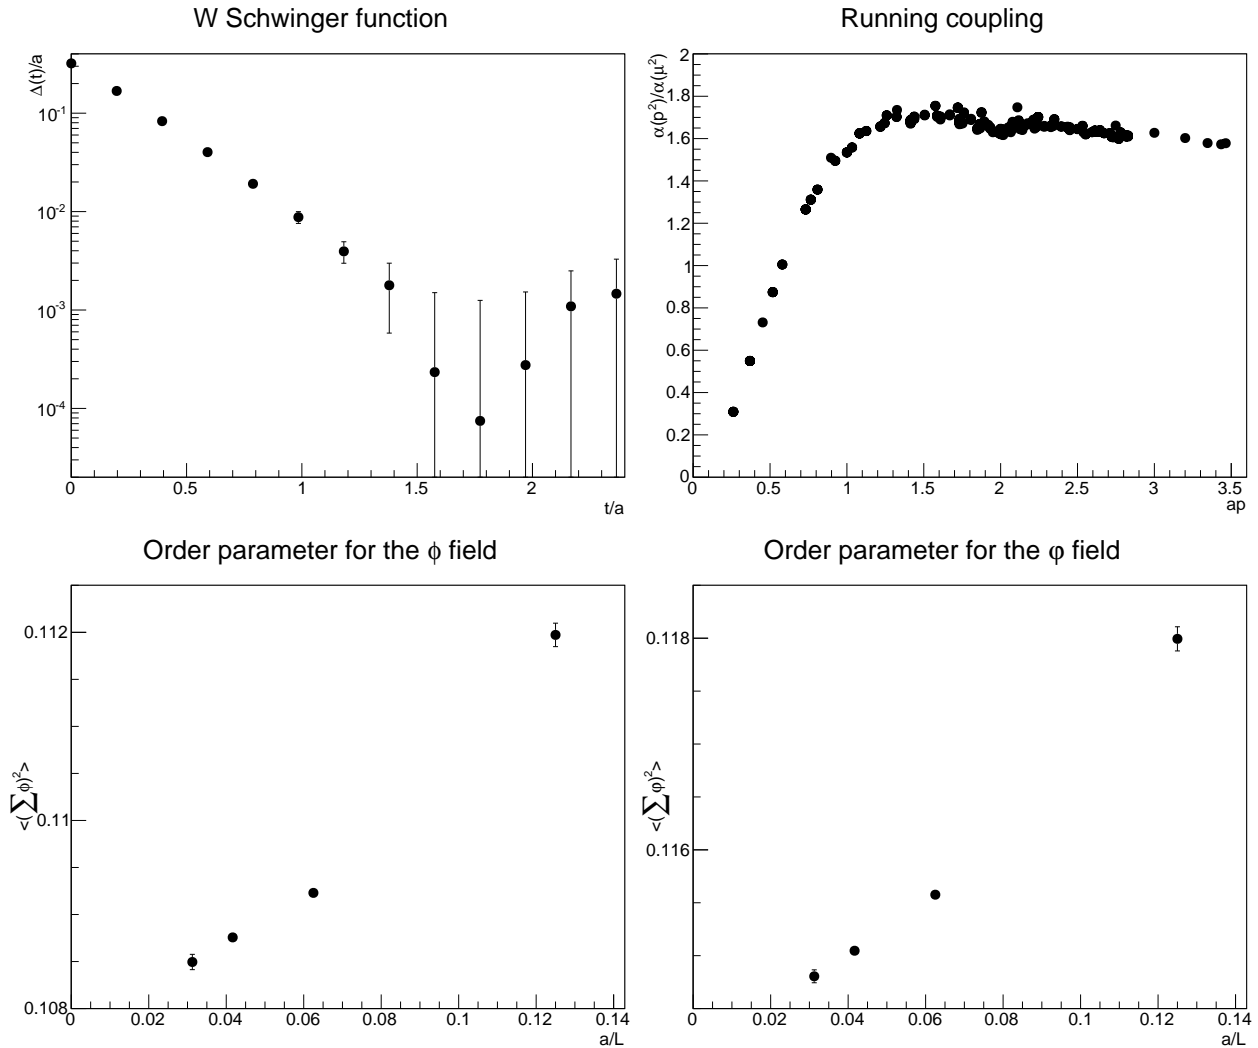 W Schwinger function
Δ(t)/a
10⁻¹
10⁻²
10⁻³
10⁻⁴
0 0.5 1 1.5 2
t/a
Running coupling
α(p²)/α(μ²)
2
1.8
1.6
1.4
1.2
1
0.8
0.6
0.4
0.2
0
0 0.5 1 1.5 2 2.5 3 3.5
ap
Order parameter for the ϕ field
<(∑ϕ)²>
0.112
0.11
0.108
0 0.02 0.04 0.06 0.08 0.1 0.12 0.14
a/L
Order parameter for the φ field
<(∑φ)²>
0.118
0.116
0 0.02 0.04 0.06 0.08 0.1 0.12 0.14
a/L